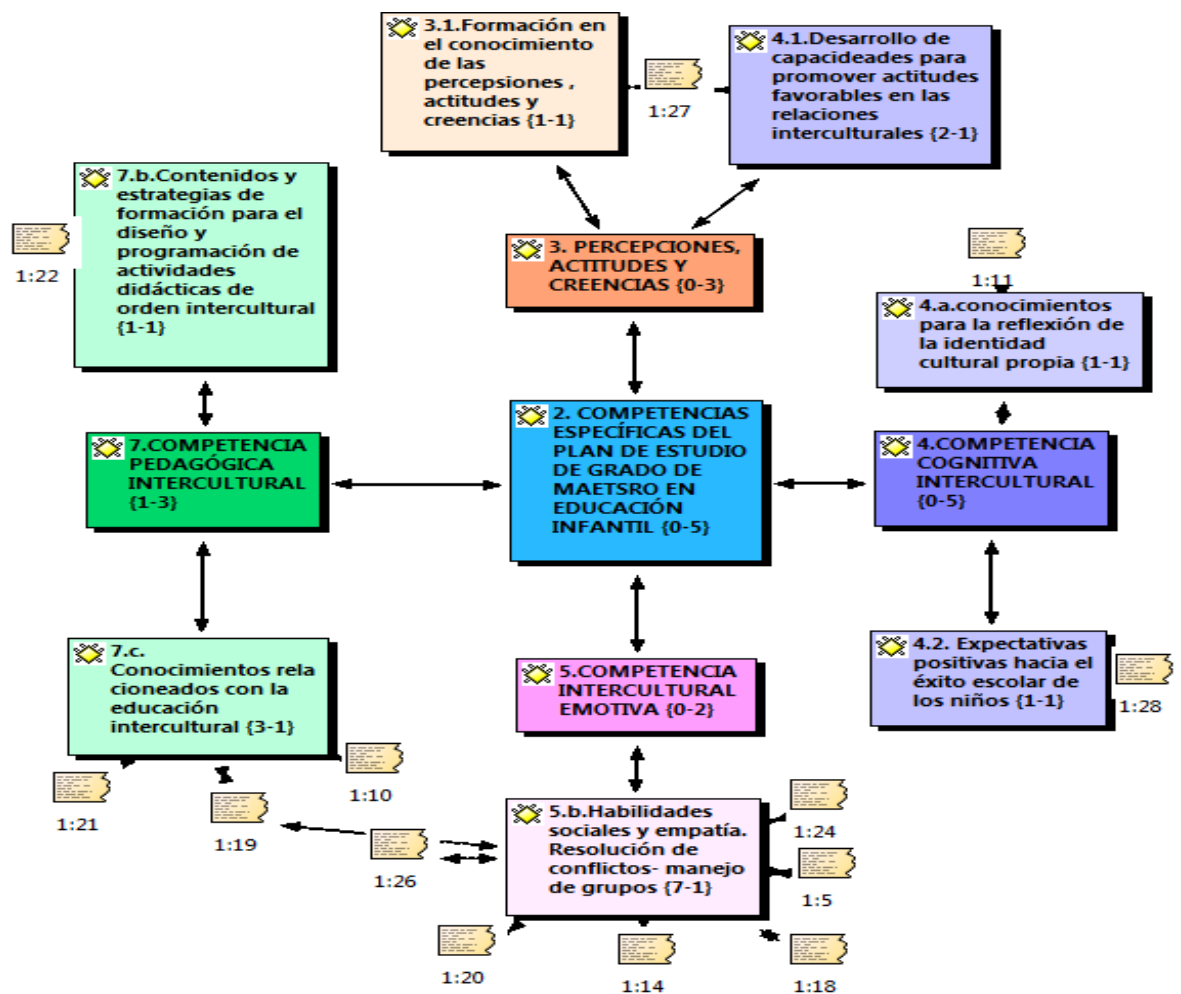 3.1.Formación en
el conocimiento
de las
percepsiones ,
actitudes y
creencias {1-1}
1:27
4.1.Desarrollo de
capacideades para
promover actitudes
favorables en las
relaciones
interculturales {2-1}
7.b.Contenidos y
estrategias de
formación para el
diseño y
programación de
actividades
didácticas de
orden intercultural
{1-1}
1:22
3. PERCEPCIONES,
ACTITUDES Y
CREENCIAS {0-3}
1:11
4.a.conocimientos
para la reflexión de
la identidad
cultural propia {1-1}
7.COMPETENCIA
PEDAGÓGICA
INTERCULTURAL
{1-3}
2. COMPETENCIAS
ESPECÍFICAS DEL
PLAN DE ESTUDIO
DE GRADO DE
MAETSRO EN
EDUCACIÓN
INFANTIL {0-5}
4.COMPETENCIA
COGNITIVA
INTERCULTURAL
{0-5}
7.c.
Conocimientos rela
cioneados con la
educación
intercultural {3-1}
5.COMPETENCIA
INTERCULTURAL
EMOTIVA {0-2}
4.2. Expectativas
positivas hacia el
éxito escolar de
los niños {1-1}
1:28
1:21
1:19
1:10
1:26
5.b.Habilidades
sociales y empatía.
Resolución de
conflictos- manejo
de grupos {7-1}
1:24
1:5
1:20
1:14
1:18